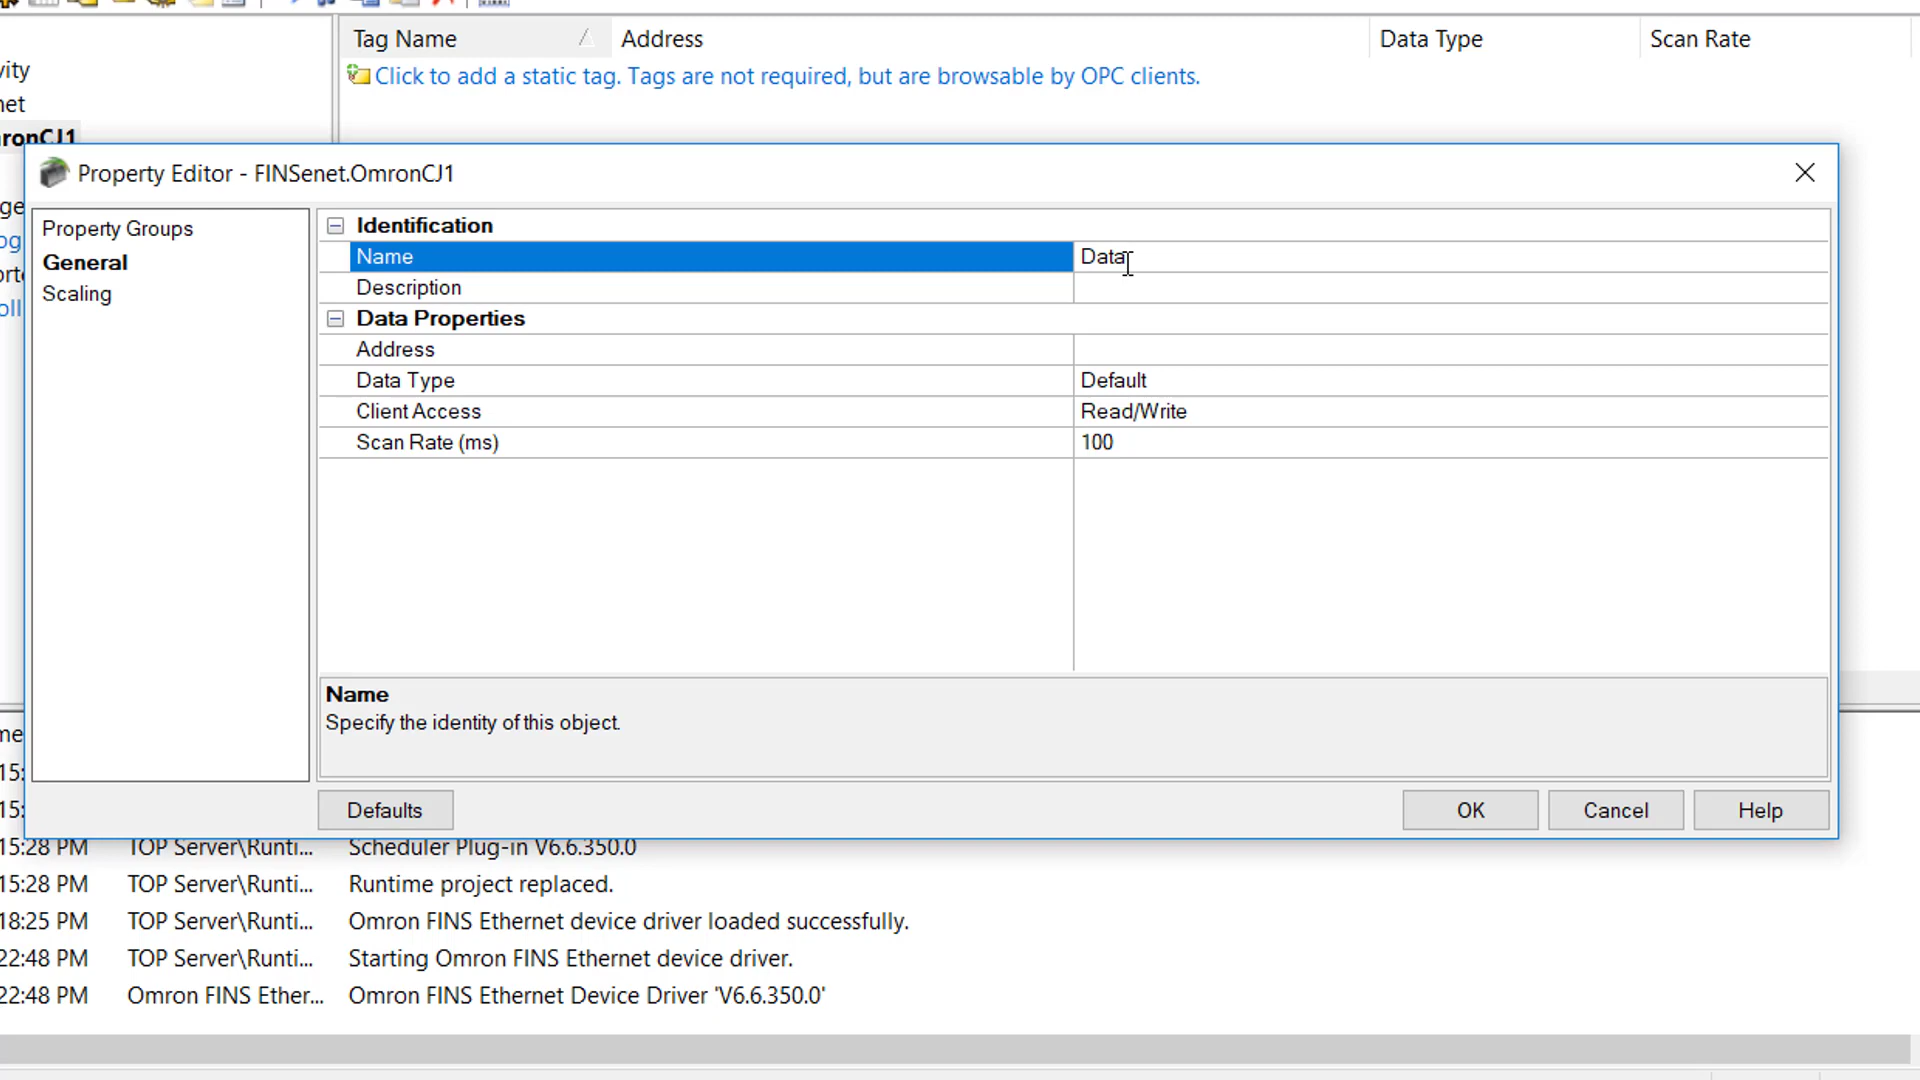 Tag Name
Address
Data Type
Scan Rate
Click to add a static tag. Tags are not required, but are browsable by OPC clients.
Property Editor - FINSenet.OmronCJ1
Property Groups
General
Scaling
Identification
Name Data
Description
Data Properties
Address
Data Type Default
Client Access Read/Write
Scan Rate (ms) 100
Name
Specify the identity of this object.
Defaults
OK
Cancel
Help
15:28 PM TOP Server\Runti... Scheduler Plug-in V6.6.350.0
15:28 PM TOP Server\Runti... Runtime project replaced.
18:25 PM TOP Server\Runti... Omron FINS Ethernet device driver loaded successfully.
22:48 PM TOP Server\Runti... Starting Omron FINS Ethernet device driver.
22:48 PM Omron FINS Ether... Omron FINS Ethernet Device Driver 'V6.6.350.0'